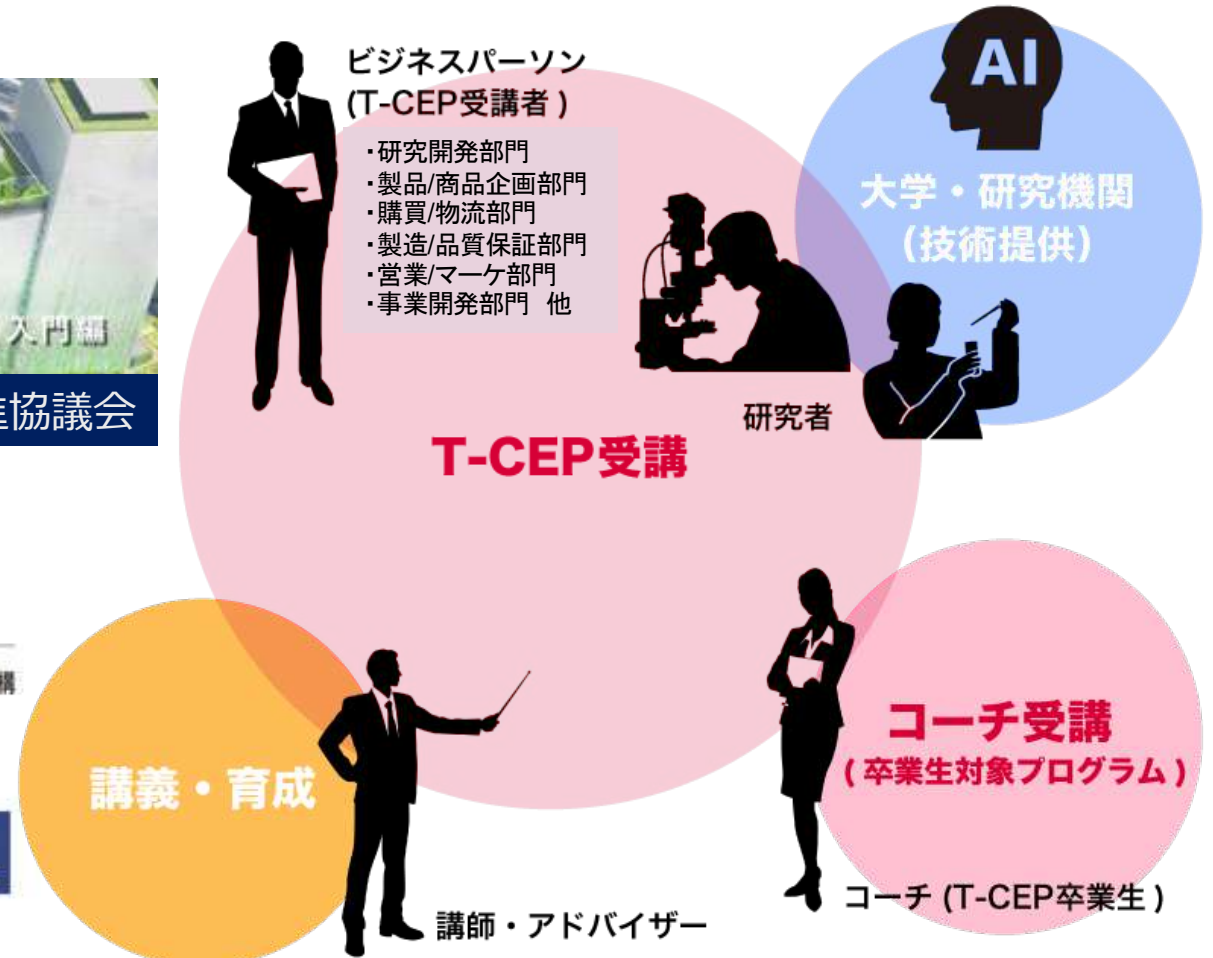 ビジネスパーソン
(T-CEP受講者 )
・研究開発部門
・製品/商品企画部門
・購買/物流部門
・製造/品質保証部門
・営業/マーケ部門
・事業開発部門 他
AI
大学・研究機関
(技術提供)
入門編
協議会
研究者
T-CEP受講
構
コーチ受講
( 卒業生対象プログラム )
講義・育成
コーチ (T-CEP卒業生 )
講師・アドバイザー